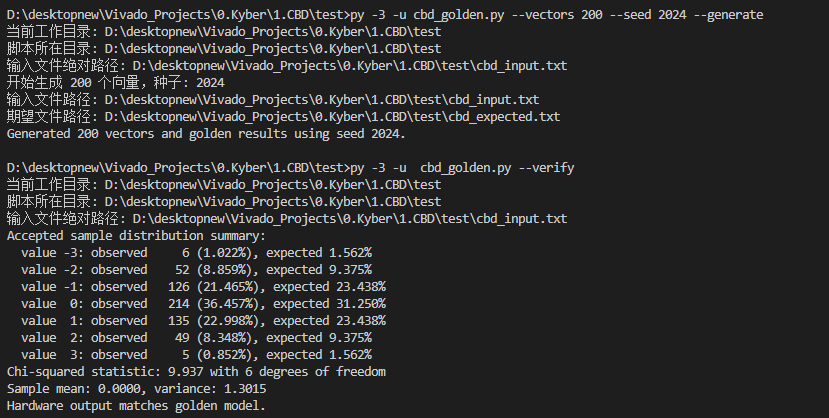 D:\desktopnew\Vivado_Projects\0.Kyber\1.CBD\test>py -3 -u cbd_golden.py --vectors 200 --seed 2024 --generate
当前工作目录: D:\desktopnew\Vivado_Projects\0.Kyber\1.CBD\test
脚本所在目录: D:\desktopnew\Vivado_Projects\0.Kyber\1.CBD\test
输入文件绝对路径: D:\desktopnew\Vivado_Projects\0.Kyber\1.CBD\test\cbd_input.txt
开始生成 200 个向量，种子: 2024
输入文件路径: D:\desktopnew\Vivado_Projects\0.Kyber\1.CBD\test\cbd_input.txt
期望文件路径: D:\desktopnew\Vivado_Projects\0.Kyber\1.CBD\test\cbd_expected.txt
Generated 200 vectors and golden results using seed 2024.

D:\desktopnew\Vivado_Projects\0.Kyber\1.CBD\test>py -3 -u  cbd_golden.py --verify
当前工作目录: D:\desktopnew\Vivado_Projects\0.Kyber\1.CBD\test
脚本所在目录: D:\desktopnew\Vivado_Projects\0.Kyber\1.CBD\test
输入文件绝对路径: D:\desktopnew\Vivado_Projects\0.Kyber\1.CBD\test\cbd_input.txt
Accepted sample distribution summary:
  value -3: observed    6 (1.022%), expected 1.562%
  value -2: observed   52 (8.859%), expected 9.375%
  value -1: observed  126 (21.465%), expected 23.438%
  value  0: observed  214 (36.457%), expected 31.250%
  value  1: observed  135 (22.998%), expected 23.438%
  value  2: observed   49 (8.348%), expected 9.375%
  value  3: observed    5 (0.852%), expected 1.562%
Chi-squared statistic: 9.937 with 6 degrees of freedom
Sample mean: 0.0000, variance: 1.3015
Hardware output matches golden model.